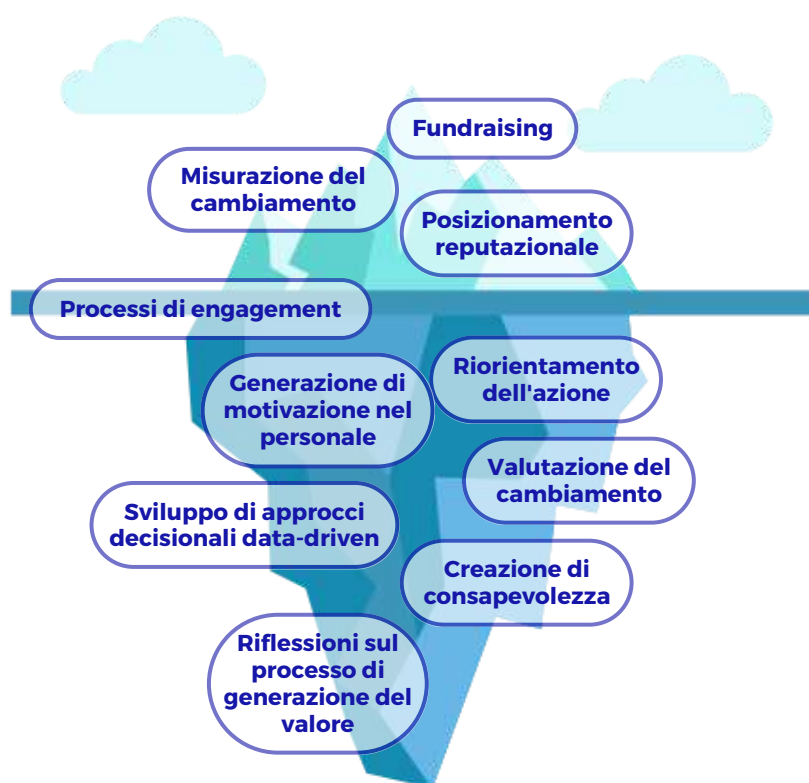 Fundraising
Misurazione del
cambiamento
Posizionamento
reputazionale
Processi di engagement
Riorientamento
dell'azione
Generazione di
motivazione nel
personale
Valutazione del
cambiamento
Sviluppo di approcci
decisionali data-driven
Creazione di
consapevolezza
Riflessioni sul
processo di
generazione del
valore